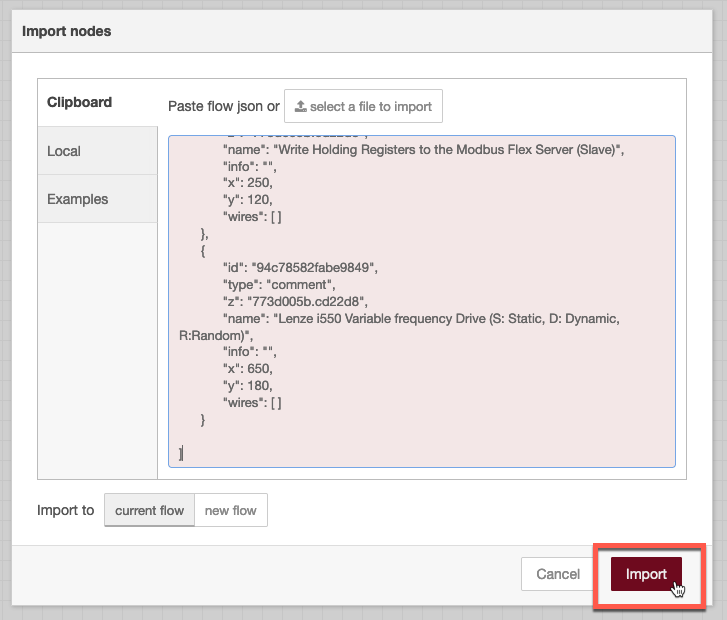 Import nodes
Clipboard
Local
Examples
Paste flow json or select a file to import
"name": "Write Holding Registers to the Modbus Flex Server (Slave)",
"info": "",
"x": 250,
"y": 120,
"wires": [ ]
},
{
"id": "94c78582fabe9849",
"type": "comment",
"z": "773d005b.cd22d8",
"name": "Lenze i550 Variable frequency Drive (S: Static, D: Dynamic,
R:Random)",
"info": "",
"x": 650,
"y": 180,
"wires": [ ]
}
]
Import to current flow new flow
Cancel Import